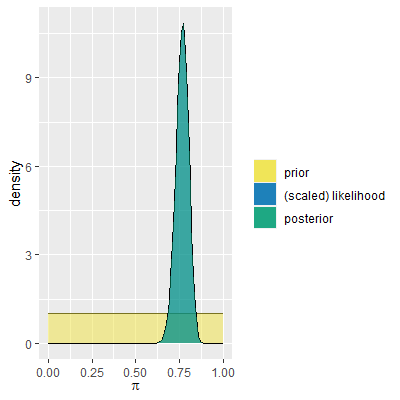 9
6
3
0
density
0.00 0.25 0.50 0.75 1.00
π
prior
(scaled) likelihood
posterior